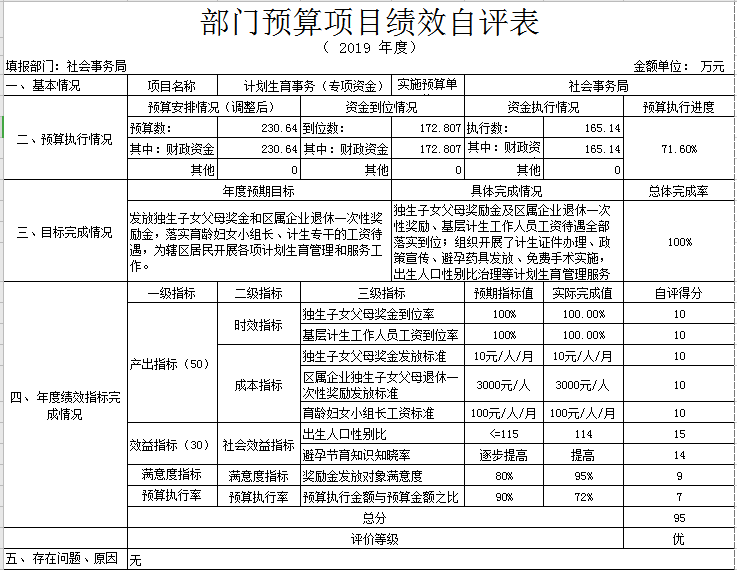 部门预算项目绩效自评表
（ 2019 年度）
填报部门：社会事务局 金额单位： 万元
一、基本情况 项目名称 计划生育事务（专项资金） 实施预算单 社会事务局
二、预算执行情况 预算安排情况（调整后） 资金到位情况 资金执行情况 预算执行进度
预算数： 230.64 到位数： 172.807 执行数： 165.14 71.60%
其中：财政资金 230.64 其中：财政资金 172.807 其中：财政资 165.14
其他 0 其他 0 其他 0
三、目标完成情况 年度预期目标 具体完成情况 总体完成率
发放独生子女父母奖金和区属企业退休一次性奖
励金，落实育龄妇女小组长、计生专干的工资待
遇，为辖区居民开展各项计划生育管理和服务工
作。
独生子女父母奖励金及区属企业退休一次
性奖励、基层计生工作人员工资待遇全部
落实到位；组织开展了计生证件办理、政
策宣传、避孕药具发放、免费手术实施，
出生人口性别比治理等计划生育管理服务
100%
四、年度绩效指标完
成情况
一级指标 二级指标 三级指标 预期指标值 实际完成值 自评得分
产出指标（50） 时效指标 独生子女父母奖金到位率 100% 100.00% 10
基层计生工作人员工资到位率 100% 100.00% 10
成本指标 独生子女父母奖金发放标准 10元/人/月 10元/人/月 10
区属企业独生子女父母退休一
次性奖励发放标准 3000元/人 3000元/人 10
育龄妇女小组长工资标准 100元/人/月 100元/人/月 10
效益指标（30） 社会效益指标 出生人口性别比 <=115 114 15
避孕节育知识知晓率 逐步提高 提高 14
满意度指标 满意度指标 奖励金发放对象满意度 80% 95% 9
预算执行率 预算执行率 预算执行金额与预算金额之比 90% 72% 7
总分 95
评价等级 优
五、存在问题、原因 无